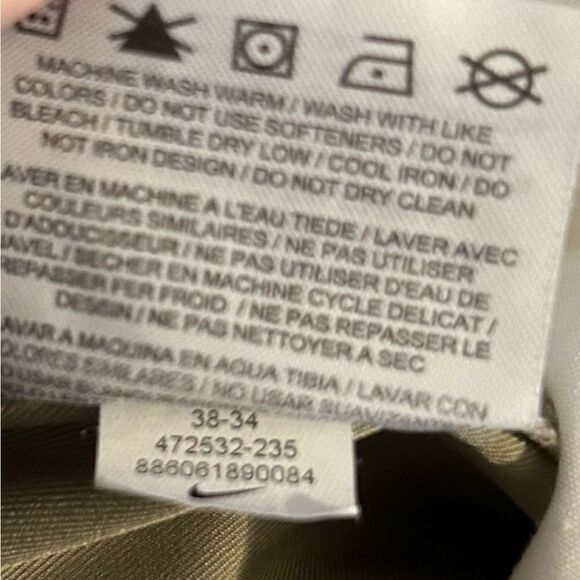 MACHINE WASH WARM / WASH WITH LIKE
COLORS / DO NOT USE SOFTENERS / DO NOT
BLEACH / TUMBLE DRY LOW / COOL IRON / DO
NOT IRON DESIGN / DO NOT DRY CLEAN
LAVER EN MACHINE A L'EAU TIEDE / LAVER AVEC
COULEURS SIMILAIRES / NE PAS UTILISER
D'ADOUCISSEUR / NE PAS UTILISER D'EAU DE
JAVEL / SECHER EN MACHINE CYCLE DELICAT /
REPASSER FER FROID / NE PAS REPASSER LE
DESSIN / NE PAS NETTOYER A SEC
LAVAR A MAQUINA EN AGUA TIBIA / LAVAR CON
COLORES SIMILARES / NO USAR
38-34
472532-235
886061890084